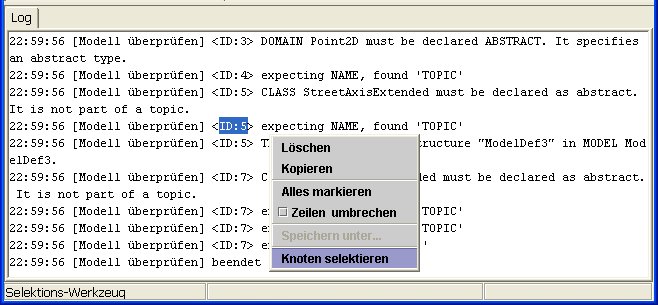 Log
22:59:56 [Modell überprüfen] <ID:3> DOMAIN Point2D must be declared ABSTRACT. It specifies
an abstract type.
22:59:56 [Modell überprüfen] <ID:4> expecting NAME, found 'TOPIC'
22:59:56 [Modell überprüfen] <ID:5> CLASS StreetAxisExtended must be declared as abstract.
It is not part of a topic.
22:59:56 [Modell überprüfen] <ID:5> expecting NAME, found 'TOPIC'
22:59:56 [Modell überprüfen] <ID:5> T structure "ModelDef3" in MODEL Mod
elDef3.
22:59:56 [Modell überprüfen] <ID:7> C ded must be declared as abstract.
It is not part of a topic.
22:59:56 [Modell überprüfen] <ID:7> e 'TOPIC'
22:59:56 [Modell überprüfen] <ID:7> e 'TOPIC'
22:59:56 [Modell überprüfen] <ID:7> e '
22:59:56 [Modell überprüfen] beendet
Löschen
Kopieren
Alles markieren
Zeilen umbrechen
Speichern unter...
Knoten selektieren
Selektions-Werkzeug